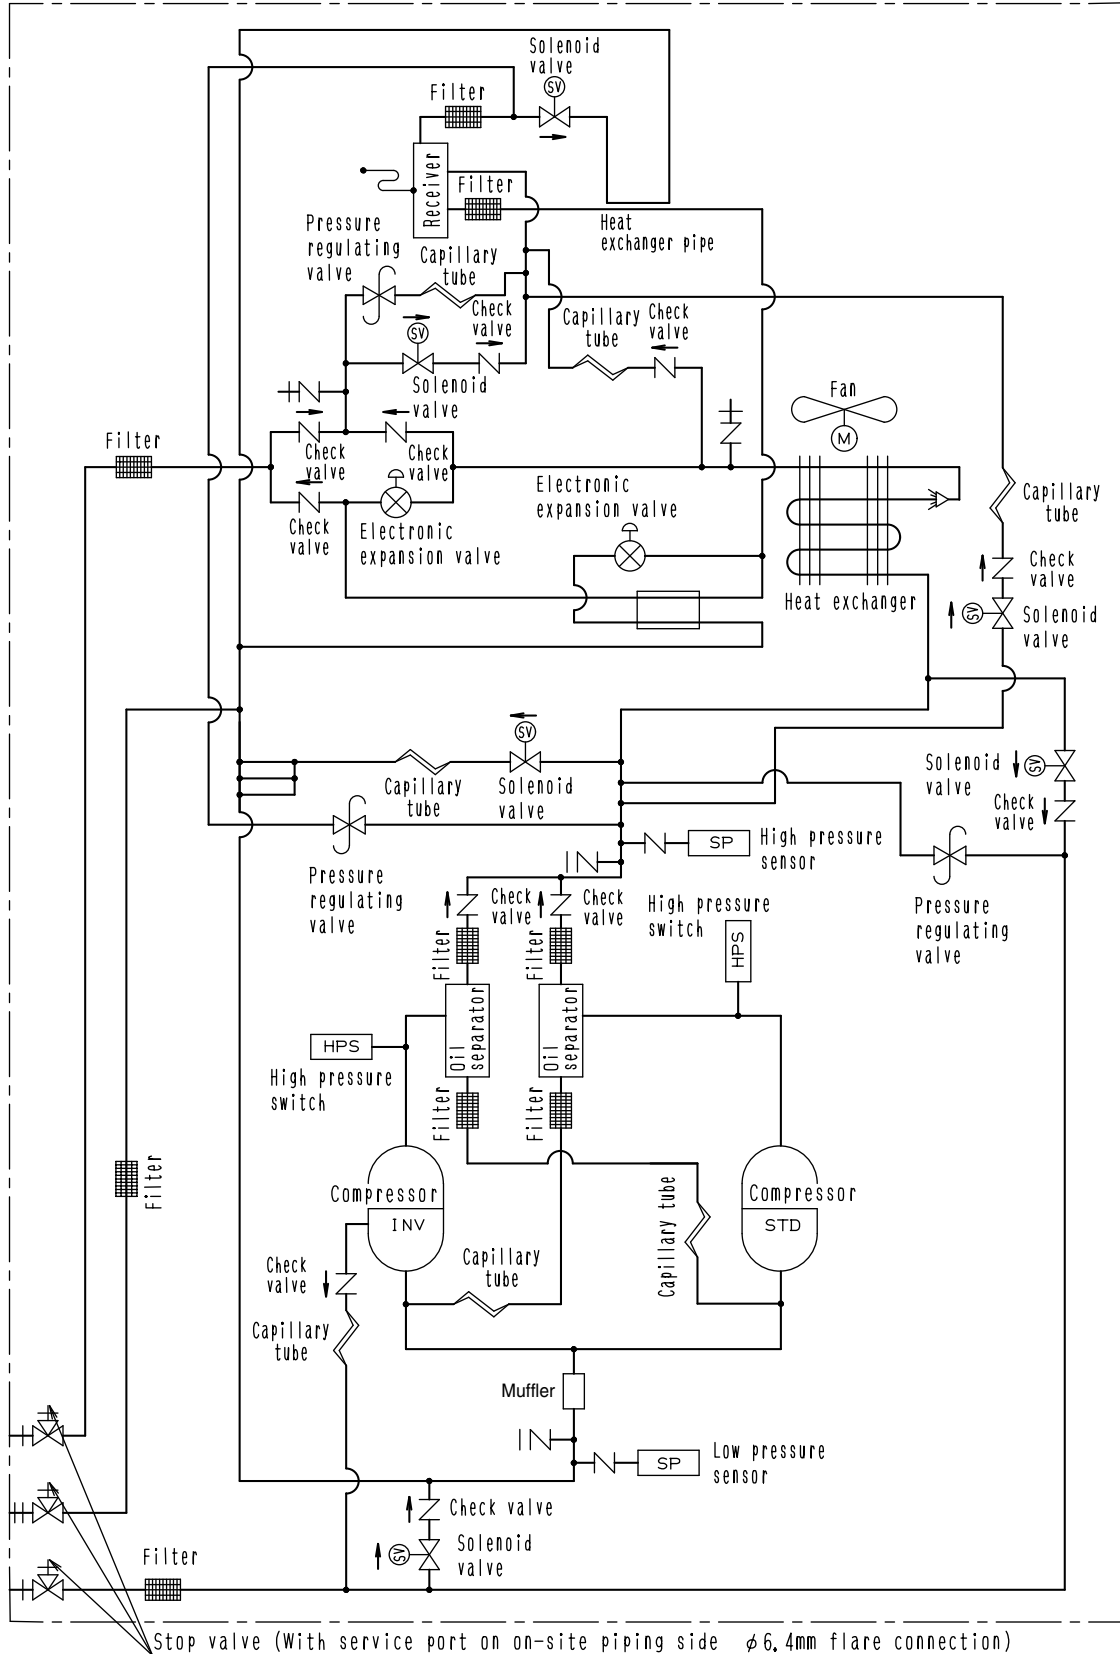 Solenoid
valve
SV
Filter
Receiver
Filter
Heat
exchanger pipe
Pressure
regulating
valve
Capillary
tube
Check
valve
SV
Solenoid
valve
Capillary
tube
Check
valve
Fan
M
Filter
Check
valve
Check
valve
Check
valve
Electronic
expansion valve
Electronic
expansion valve
Capillary
tube
Check
valve
Heat exchanger
SV
Solenoid
valve
SV
Capillary
tube
Solenoid
valve
Solenoid
valve
SV
Check
valve
SP
High pressure
sensor
Pressure
regulating
valve
Check
valve
Check
valve
High pressure
switch
Pressure
regulating
valve
Filter
Filter
HPS
Oil
separator
Oil
separator
HPS
High pressure
switch
Filter
Filter
Filter
Compressor
INV
Compressor
STD
Capillary tube
Check
valve
Capillary
tube
Capillary
tube
Muffler
SP
Low pressure
sensor
Check valve
SV
Solenoid
valve
Filter
Stop valve (With service port on on-site piping side ϕ6.4mm flare connection)